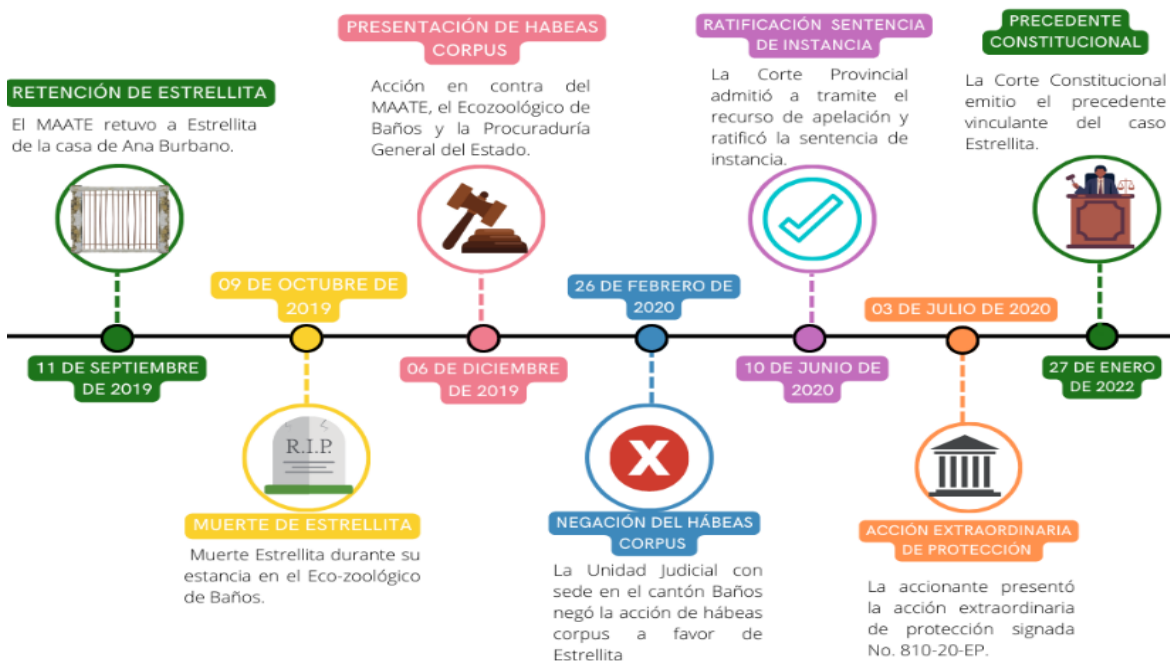 RETENCIÓN DE ESTRELLITA
El MAATE retuvo a Estrellita
de la casa de Ana Burbano.
11 DE SEPTIEMBRE
DE 2019
09 DE OCTUBRE DE
2019
R.I.P.
MUERTE DE ESTRELLITA
Muerte Estrellita durante su
estancia en el Eco-zoológico
de Baños.
PRESENTACIÓN DE HABEAS
CORPUS
Acción en contra del
MAATE, el Ecozoológico de
Baños y la Procuraduría
General del Estado.
06 DE DICIEMBRE
DE 2019
26 DE FEBRERO DE
2020
X
NEGACIÓN DEL HÁBEAS
CORPUS
La Unidad Judicial con
sede en el cantón Baños
negó la acción de hábeas
corpus a favor de
Estrellita
RATIFICACIÓN SENTENCIA
DE INSTANCIA
La Corte Provincial
admitió a tramite el
recurso de apelación y
ratificó la sentencia de
instancia.
10 DE JUNIO DE
2020
03 DE JULIO DE 2020
ACCIÓN EXTRAORDINARIA
DE PROTECCIÓN
La accionante presentó
la acción extraordinaria
de protección signada
No. 810-20-EP.
PRECEDENTE
CONSTITUCIONAL
La Corte Constitucional
emitio el precedente
vinculante del caso
Estrellita.
27 DE ENERO
DE 2022